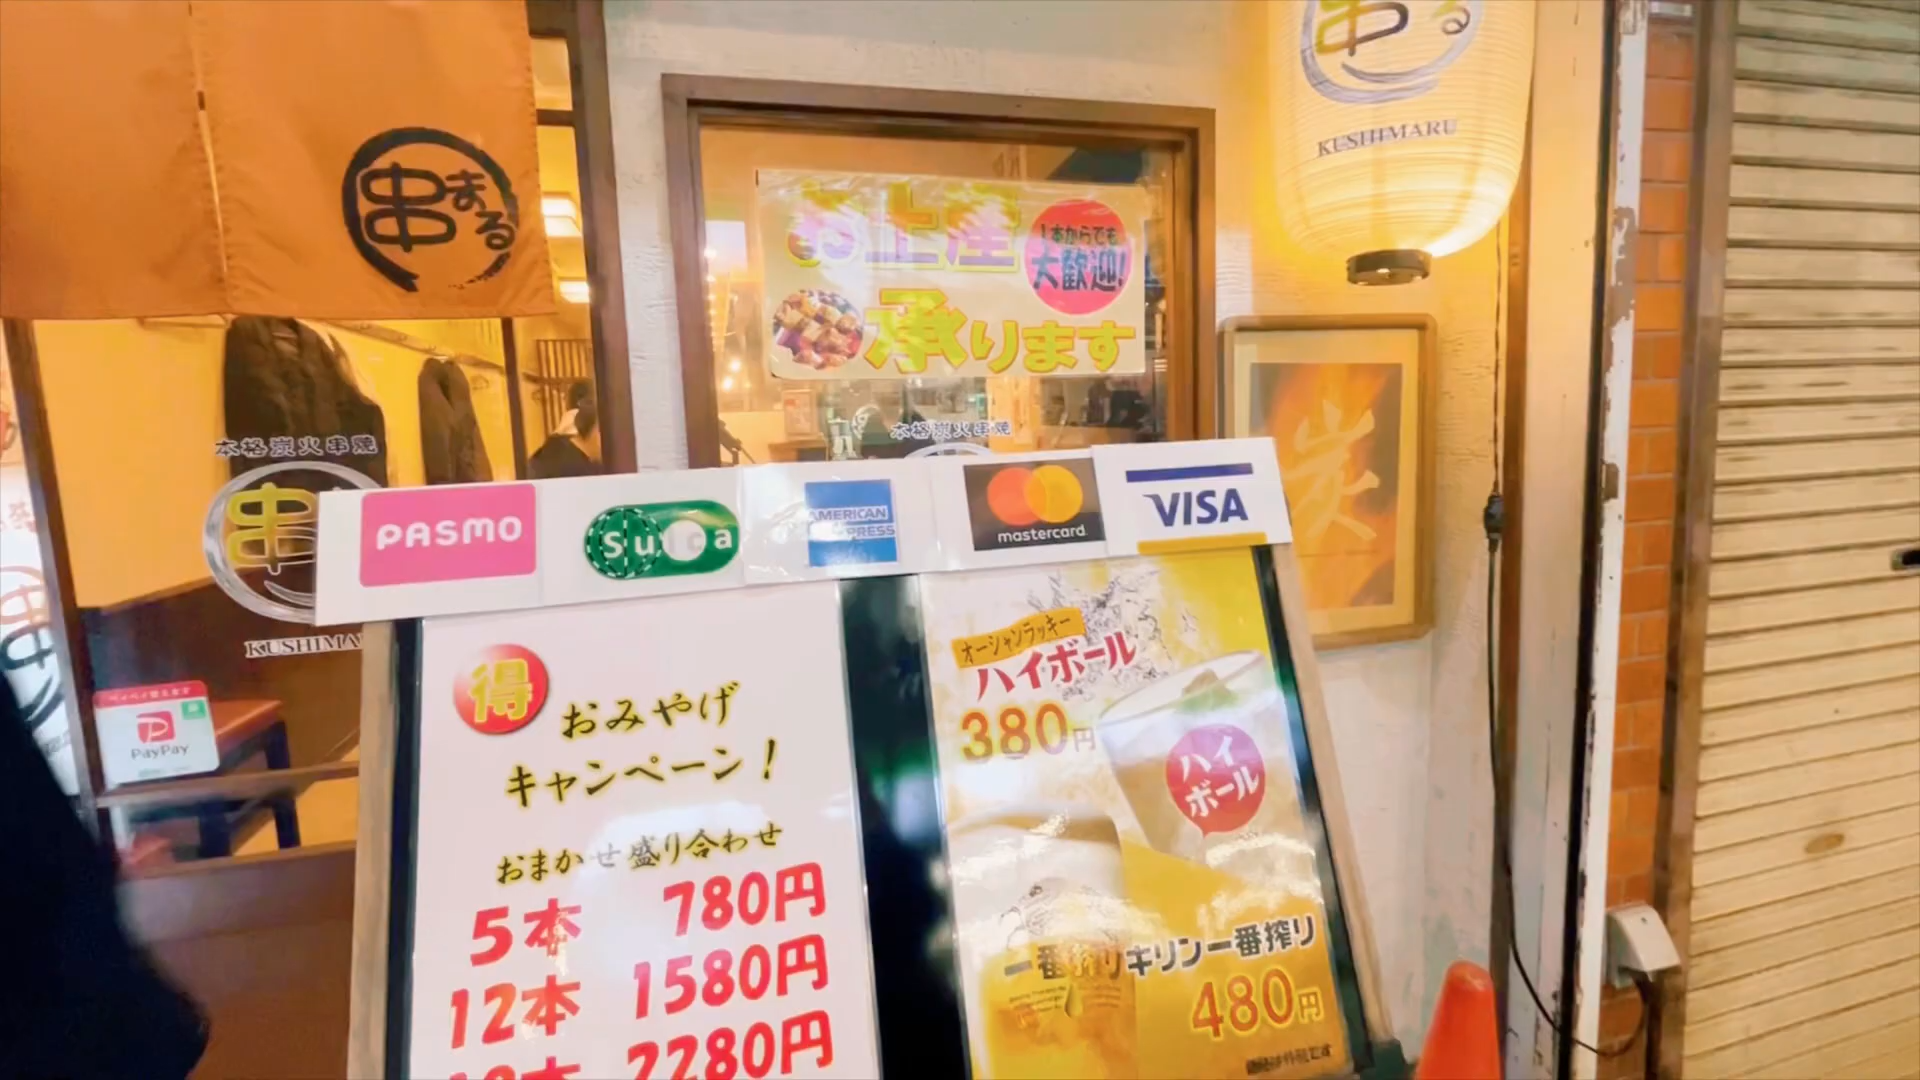 串まる
串まる
KUSHIMARU
お土産
1本からでも
大歓迎!
承ります
本格炭火串焼
本格炭火串焼
串
KUSHIMA
炭
PASMO
Suica
AMERICAN
EXPRESS
mastercard
VISA
PayPay
得
おみやげ
キャンペーン!
おまかせ盛り合わせ
5本 780円
12本 1580円
2280円
オーシャンラッキー
ハイボール
380円
ハイ
ボール
一番搾り
キリン一番搾り
480円